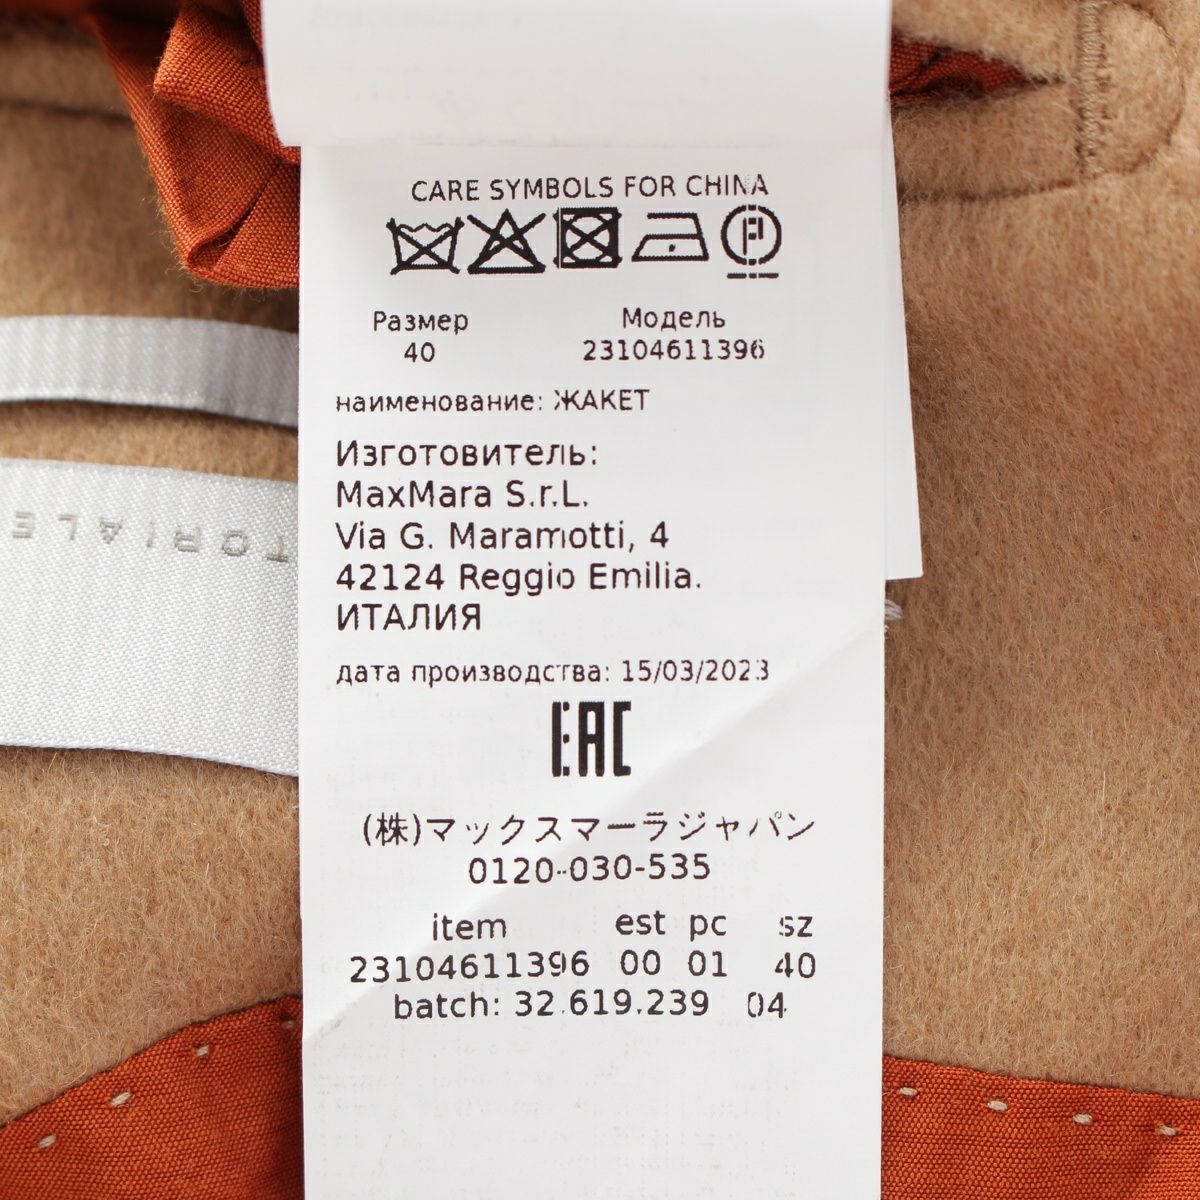 CARE SYMBOLS FOR CHINA
P
Размер Модель
40 23104611396
наименование: ЖАКЕТ
Изготовитель:
MaxMara S.r.L.
Via G. Maramotti, 4
42124 Reggio Emilia.
ИТАЛИЯ
дата производства: 15/03/2023
EAC
(株)マックスマーラジャパン
0120-030-535
item est pc sz
23104611396 00 01 40
batch: 32.619.239 04
TORIALE